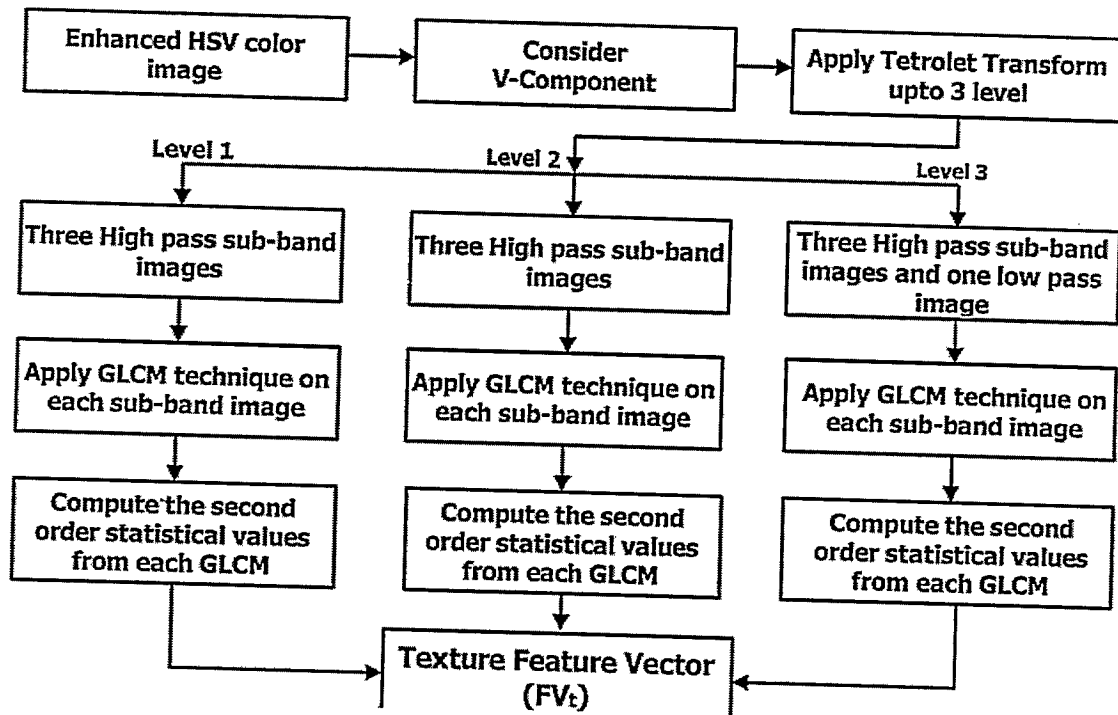 Enhanced HSV color
image
Consider
V-Component
Apply Tetrolet Transform
upto 3 level
Level 1
Level 2
Level 3
Three High pass sub-band
images
Three High pass sub-band
images
Three High pass sub-band
images and one low pass
image
Apply GLCM technique on
each sub-band image
Apply GLCM technique on
each sub-band image
Apply GLCM technique on
each sub-band image
Compute the second
order statistical values
from each GLCM
Compute the second
order statistical values
from each GLCM
Compute the second
order statistical values
from each GLCM
Texture Feature Vector
(FVt)